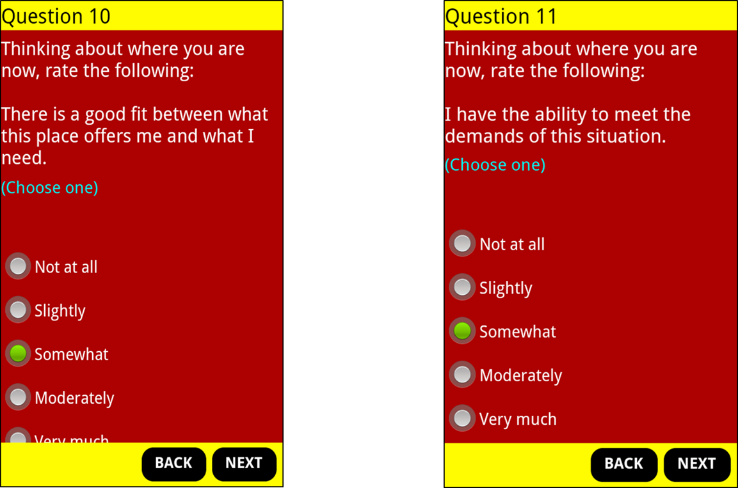 Question 10
Thinking about where you are
now, rate the following:
There is a good fit between what
this place offers me and what I
need.
(Choose one)
Not at all
Slightly
Somewhat
Moderately
Very much
BACK
NEXT
Question 11
Thinking about where you are
now, rate the following:
I have the ability to meet the
demands of this situation.
(Choose one)
Not at all
Slightly
Somewhat
Moderately
Very much
BACK
NEXT